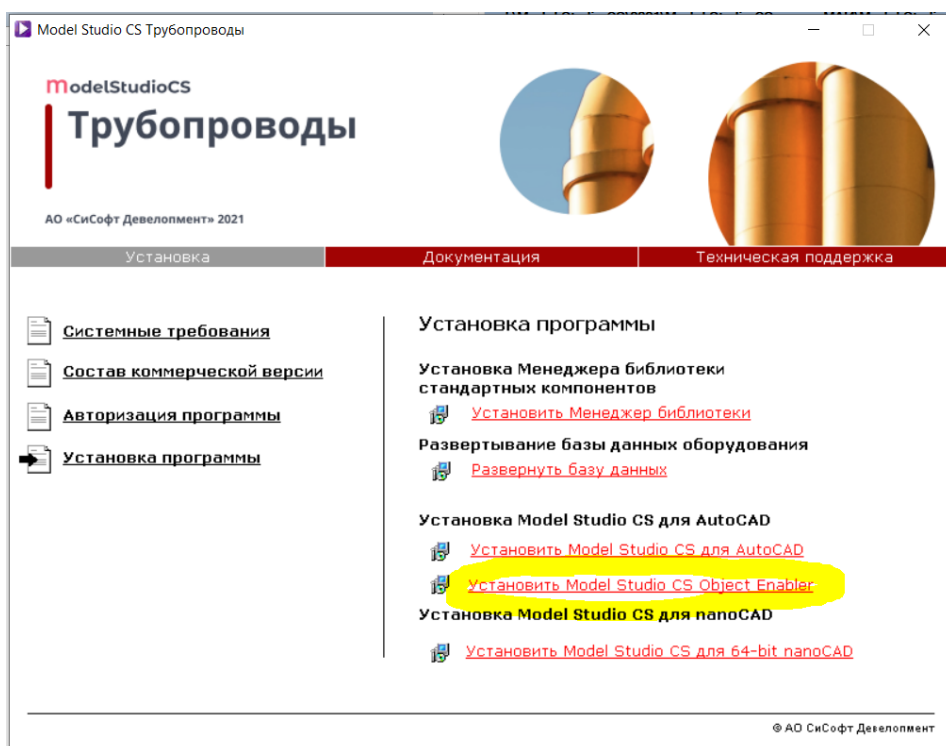 Model Studio CS Трубопроводы
modelStudioCS
Трубопроводы
АО «СиСофт Девелопмент» 2021
Установка
Документация
Техническая поддержка
Системные требования
Состав коммерческой версии
Авторизация программы
Установка программы
Установка программы
Установка Менеджера библиотеки
стандартных компонентов
Установить Менеджер библиотеки
Развертывание базы данных оборудования
Развернуть базу данных
Установка Model Studio CS для AutoCAD
Установить Model Studio CS для AutoCAD
Установить Model Studio CS Object Enabler
Установка Model Studio CS для nanoCAD
Установить Model Studio CS для 64-bit nanoCAD
© АО СиСофт Девелопмент